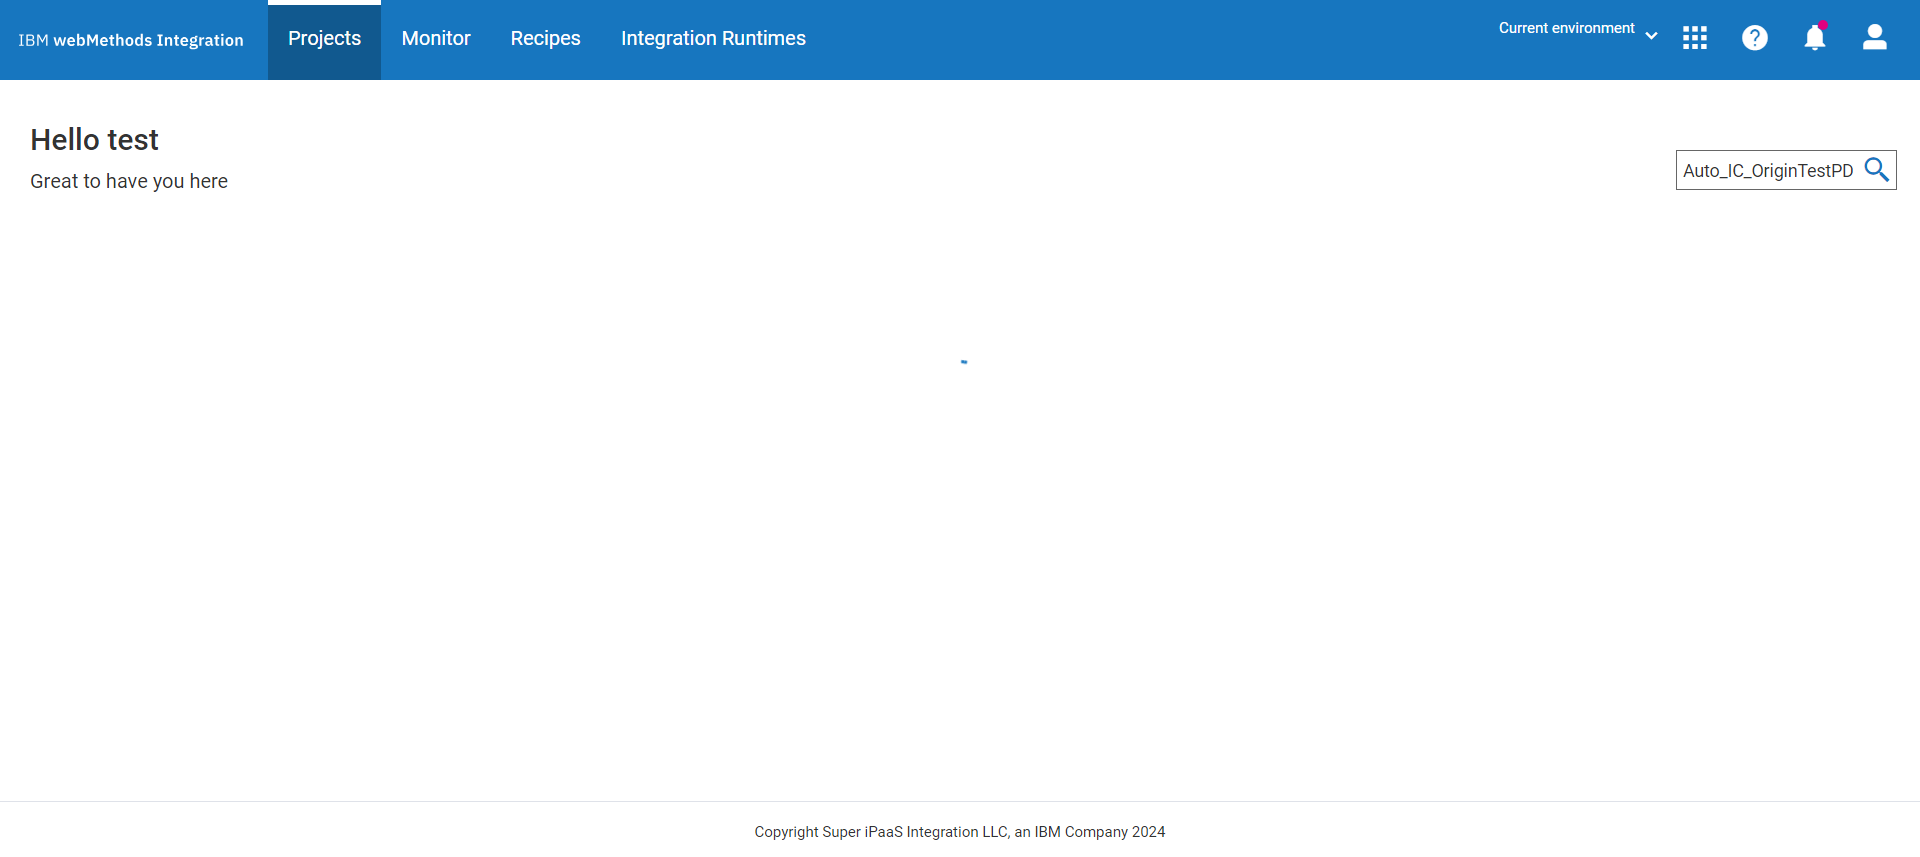 IBM webMethods Integration
Projects
Monitor
Recipes
Integration Runtimes
Current environment
Hello test
Great to have you here
Auto_IC_OriginTestPD
Copyright Super iPaaS Integration LLC, an IBM Company 2024